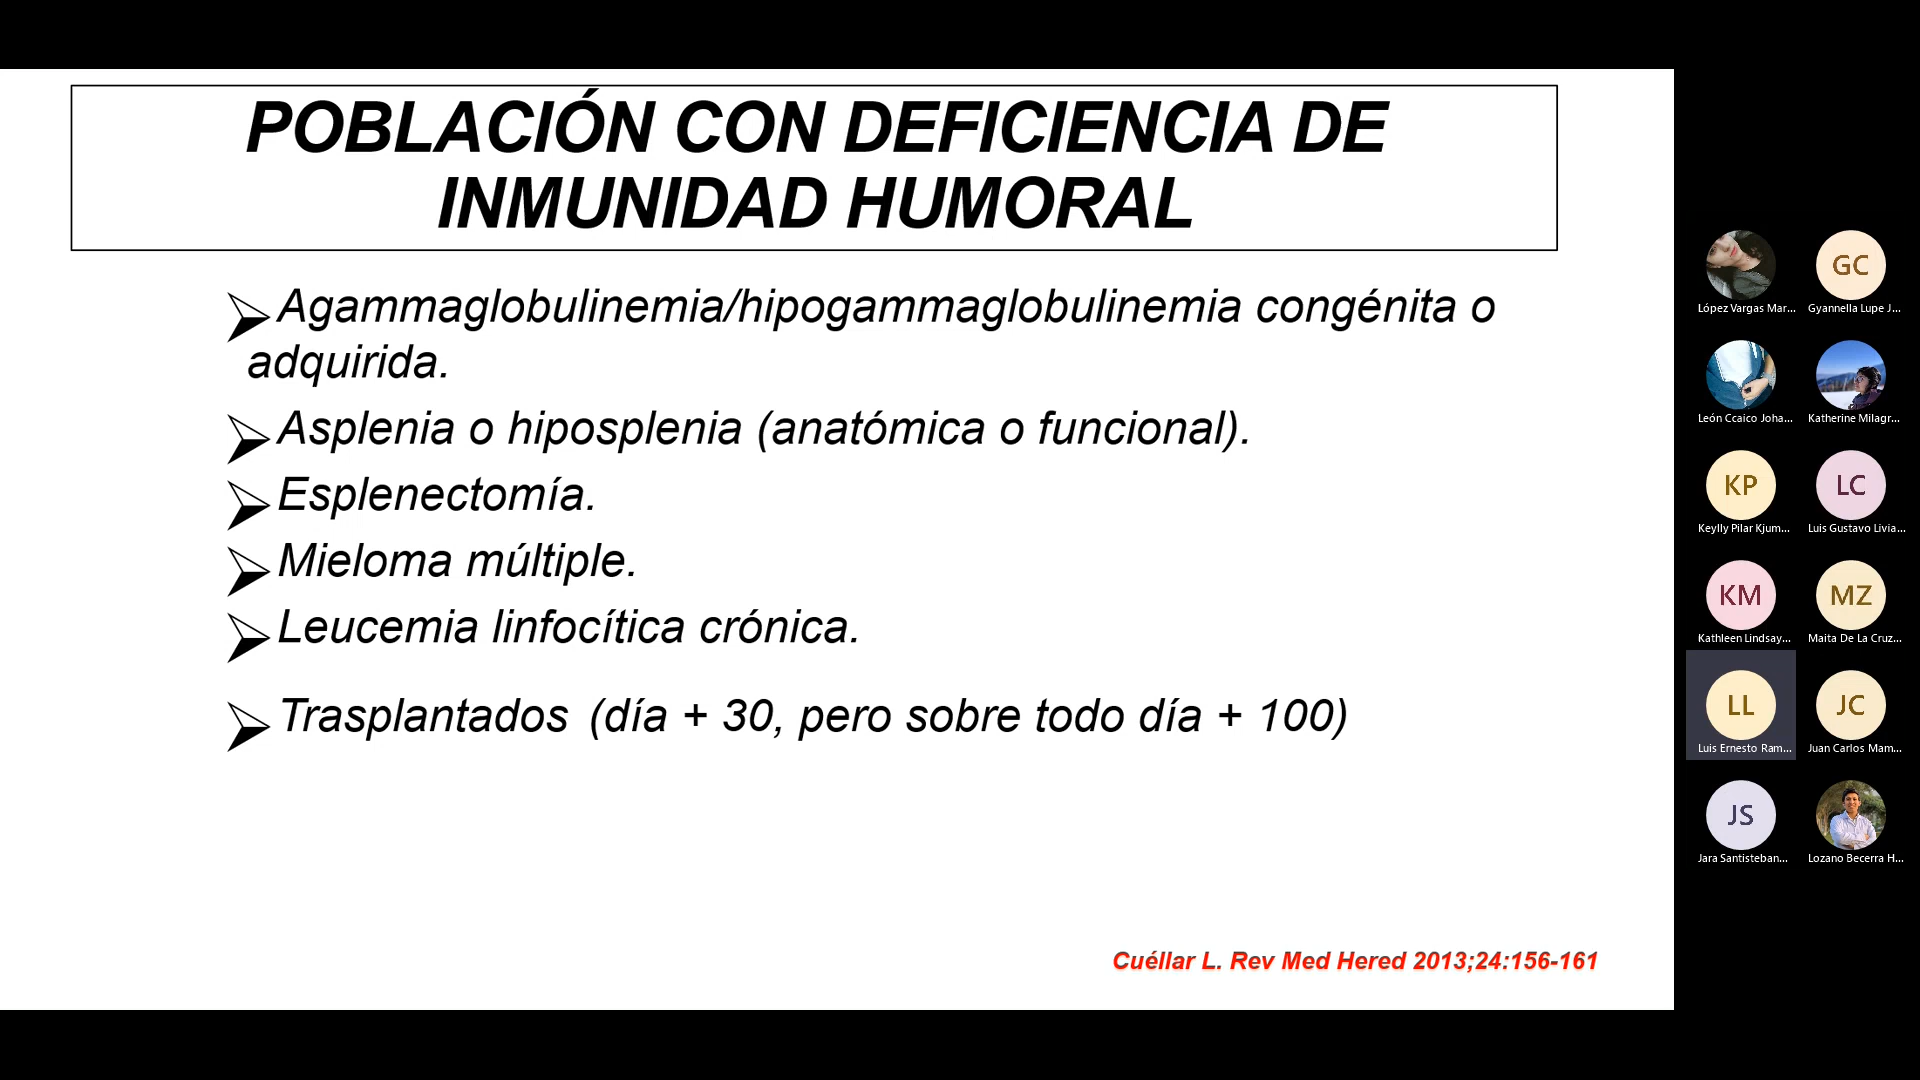 POBLACIÓN CON DEFICIENCIA DE
INMUNIDAD HUMORAL
Agammaglobulinemia/hipogammaglobulinemia congénita o
adquirida.
Asplenia o hiposplenia (anatómica o funcional).
Esplenectomía.
Mieloma múltiple.
Leucemia linfocítica crónica.
Trasplantados (día + 30, pero sobre todo día + 100)
Cuéllar L. Rev Med Hered 2013;24:156-161
López Vargas Mar...
GC
Gyannella Lupe J...
León Ccaico Joha...
Katherine Milagr...
KP
Keylly Pilar Kjum...
LC
Luis Gustavo Livia...
KM
Kathleen Lindsay...
MZ
Maita De La Cruz...
LL
Luis Ernesto Ram...
JC
Juan Carlos Mam...
JS
Jara Santisteban...
Lozano Becerra H...